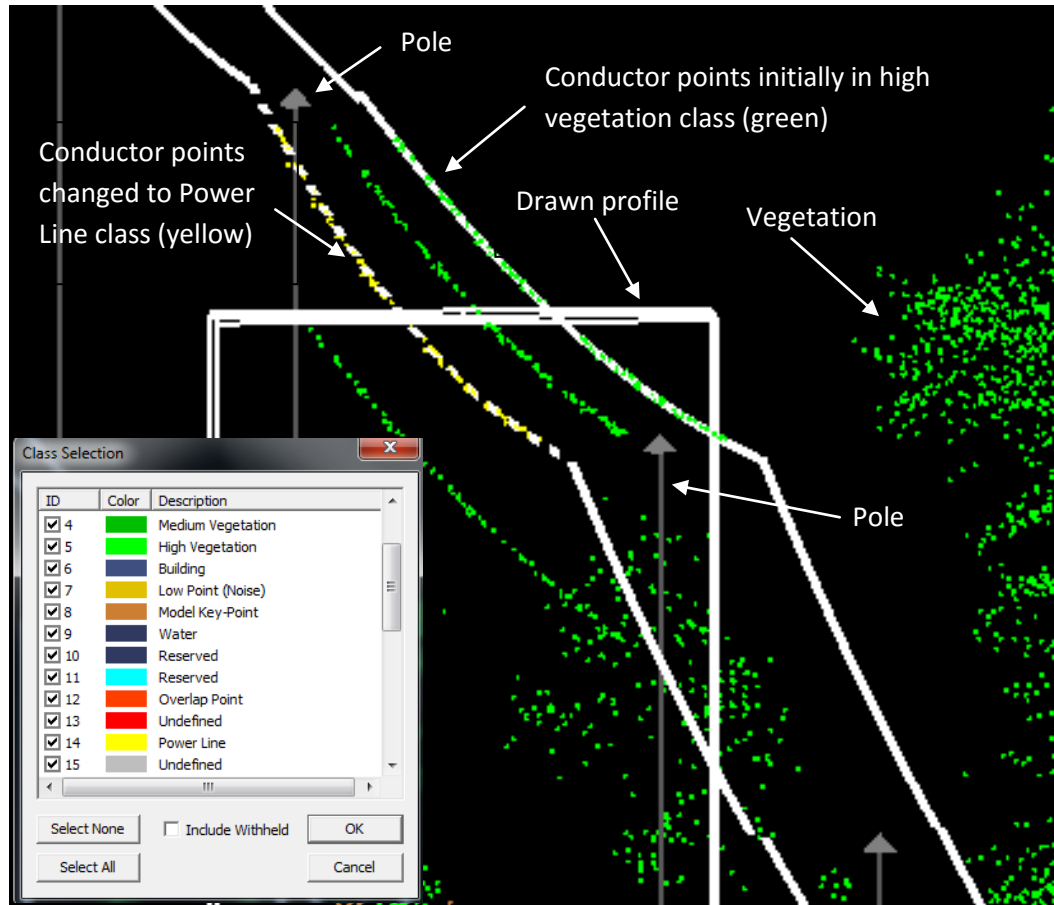 Pole
Conductor points initially in high
vegetation class (green)
Conductor points
changed to Power
Line class (yellow)
Drawn profile
Vegetation
Pole
Class Selection
x
ID Color Description
4 Medium Vegetation
5 High Vegetation
6 Building
7 Low Point (Noise)
8 Model Key-Point
9 Water
10 Reserved
11 Reserved
12 Overlap Point
13 Undefined
14 Power Line
15 Undefined
Select None Include Withheld OK
Select All Cancel